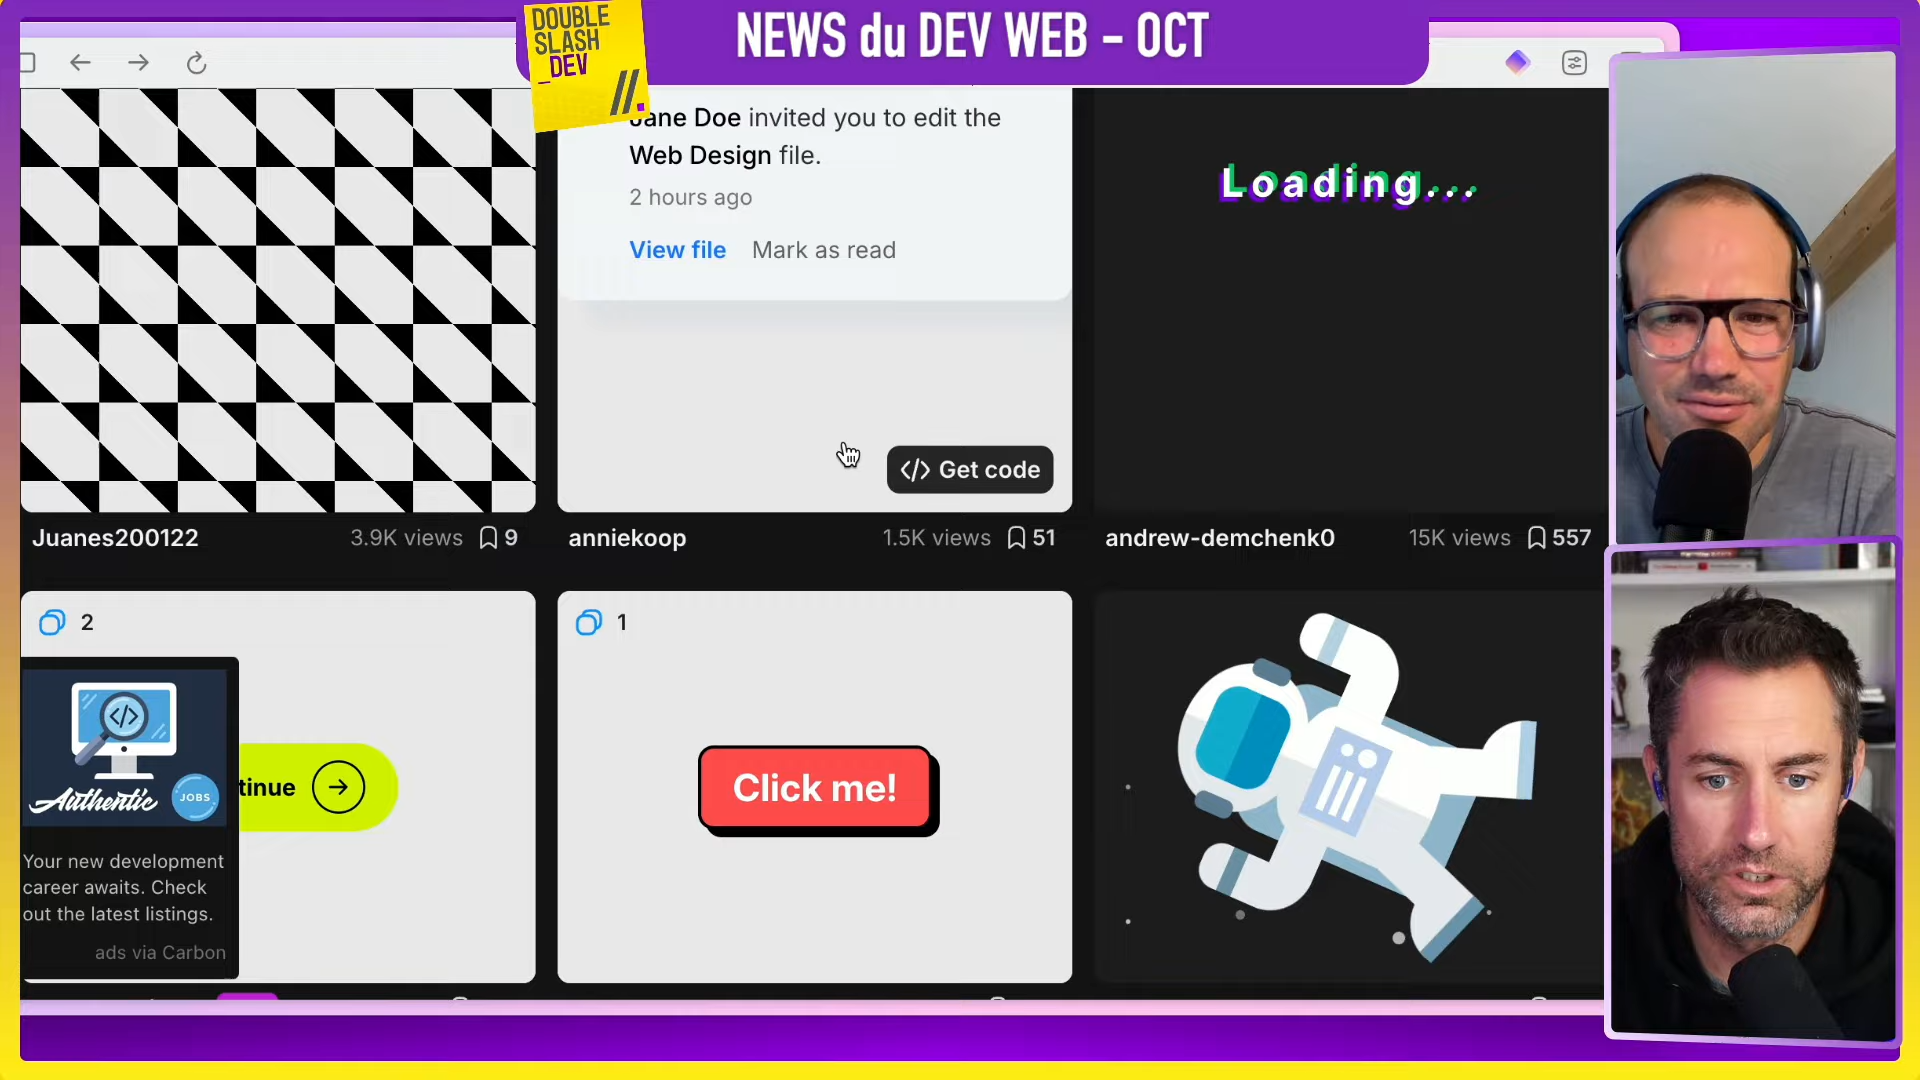 DOUBLE
SLASH
_DEV
//.
NEWS du DEV WEB - OCT
Jane Doe invited you to edit the
Web Design file.
2 hours ago
View file Mark as read
</> Get code
Loading...
Juanes200122 3.9K views 9
anniekoop 1.5K views 51
andrew-demchenk0 15K views 557
2
1
</>
Authentic
JOBS
tinue
Click me!
Your new development
career awaits. Check
out the latest listings.
ads via Carbon